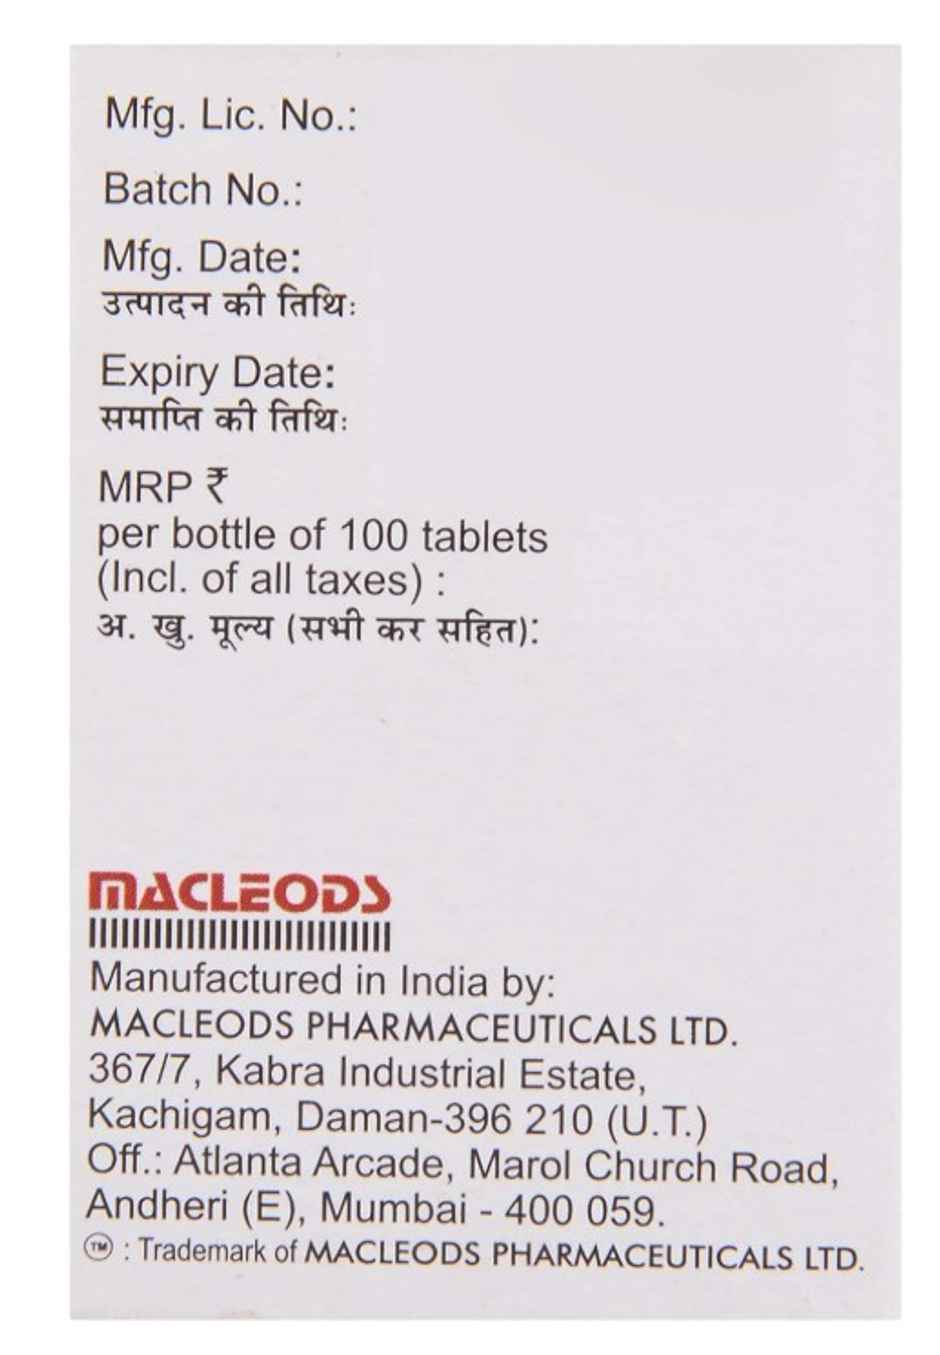 Mfg. Lic. No.:
Batch No.:
Mfg. Date:
उत्पादन की तिथिः
Expiry Date:
समाप्ति की तिथिः
MRP ₹
per bottle of 100 tablets
(Incl. of all taxes) :
अ. खु. मूल्य (सभी कर सहित):
MACLEODS
Manufactured in India by:
MACLEODS PHARMACEUTICALS LTD.
367/7, Kabra Industrial Estate,
Kachigam, Daman-396 210 (U.T.)
Off.: Atlanta Arcade, Marol Church Road,
Andheri (E), Mumbai - 400 059.
TM : Trademark of MACLEODS PHARMACEUTICALS LTD.